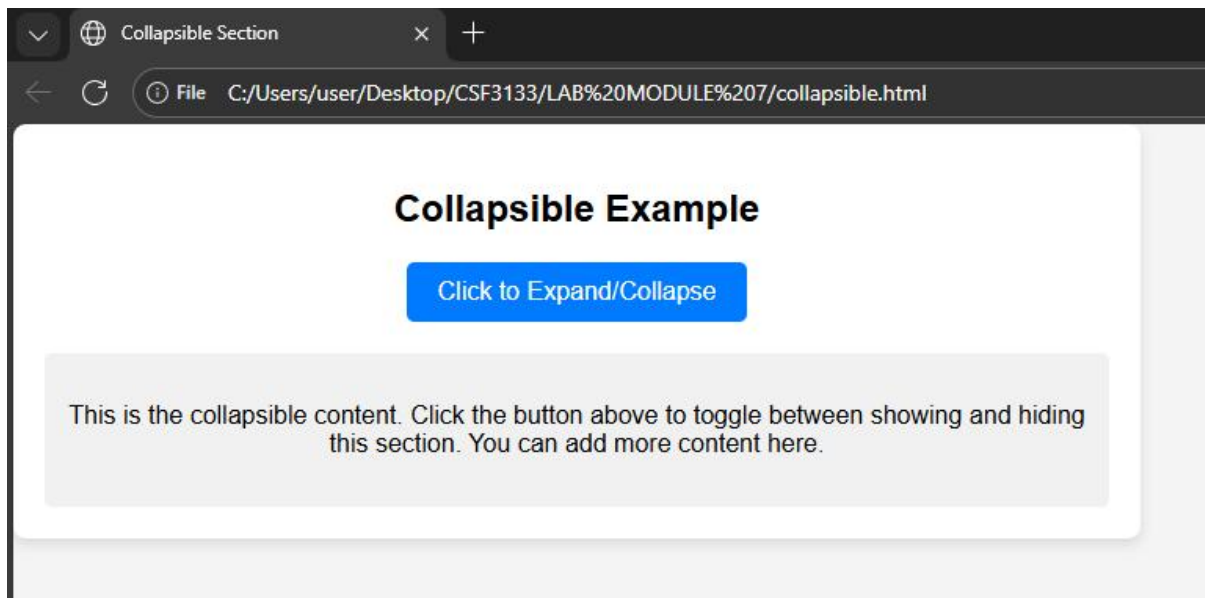 Collapsible Section
File C:/Users/user/Desktop/CSF3133/LAB%20MODULE%207/collapsible.html
Collapsible Example
Click to Expand/Collapse
This is the collapsible content. Click the button above to toggle between showing and hiding
this section. You can add more content here.